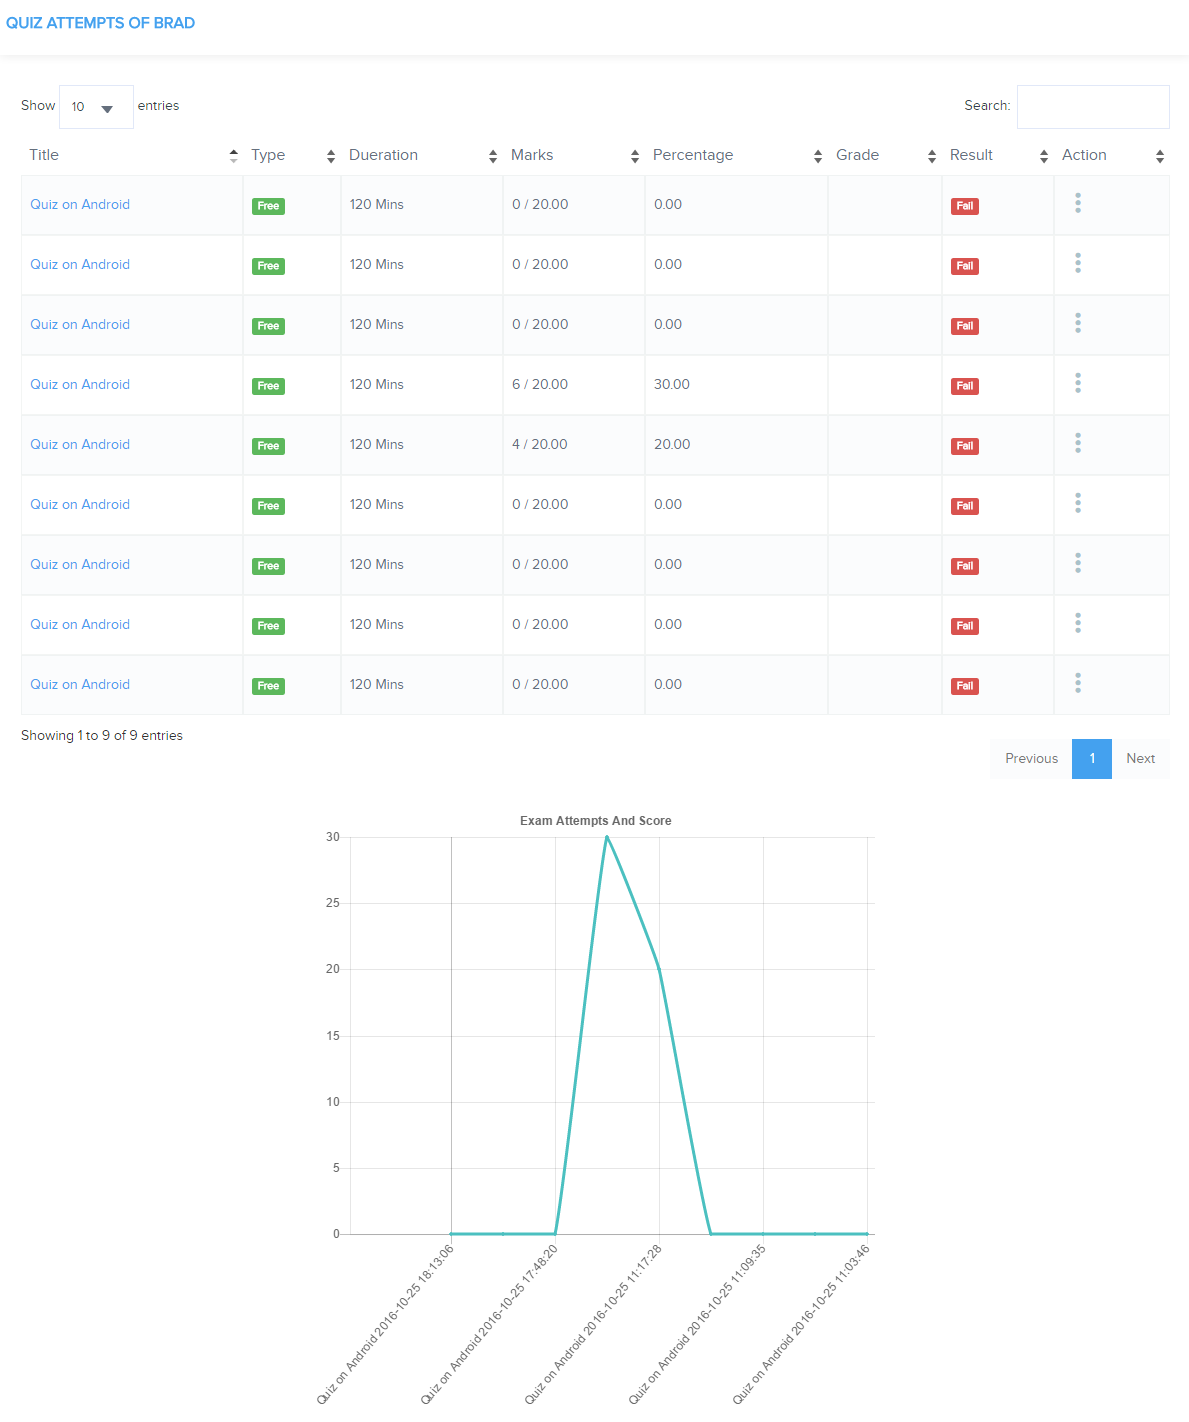 QUIZ ATTEMPTS OF BRAD
Show 10 entries Search:
Title Type Dueration Marks Percentage Grade Result Action
Quiz on Android Free 120 Mins 0 / 20.00 0.00 Fail
Quiz on Android Free 120 Mins 0 / 20.00 0.00 Fail
Quiz on Android Free 120 Mins 0 / 20.00 0.00 Fail
Quiz on Android Free 120 Mins 6 / 20.00 30.00 Fail
Quiz on Android Free 120 Mins 4 / 20.00 20.00 Fail
Quiz on Android Free 120 Mins 0 / 20.00 0.00 Fail
Quiz on Android Free 120 Mins 0 / 20.00 0.00 Fail
Quiz on Android Free 120 Mins 0 / 20.00 0.00 Fail
Quiz on Android Free 120 Mins 0 / 20.00 0.00 Fail
Showing 1 to 9 of 9 entries
Previous 1 Next
Exam Attempts And Score
30
25
20
15
10
5
0
Quiz on Android 2016-10-25 18:13:06
Quiz on Android 2016-10-25 17:48:20
Quiz on Android 2016-10-25 11:17:28
Quiz on Android 2016-10-25 11:09:35
Quiz on Android 2016-10-25 11:03:46